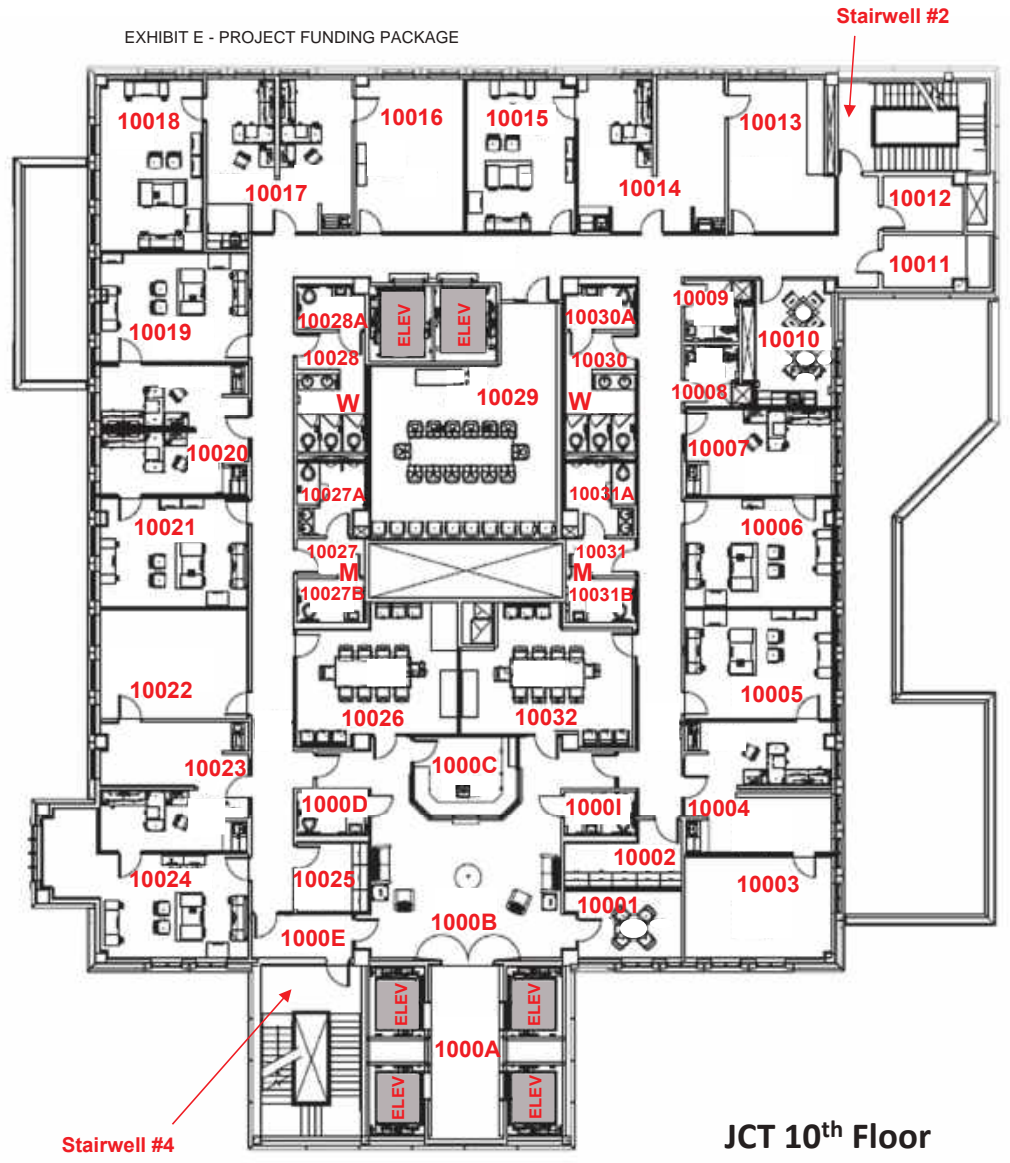 Stairwell #2
EXHIBIT E - PROJECT FUNDING PACKAGE
10018
10017
10016
10015
10014
10013
10012
10011
10019
10028A
ELEV
ELEV
10030A
10009
10010
10028
10030
10008
W
10029
W
10020
10007
10027A
10031A
10021
10006
10027
10031
M
M
10027B
10031B
10022
10005
10026
10032
10023
1000C
1000D
1000I
10004
10002
10024
10025
10003
10001
1000B
1000E
ELEV
ELEV
1000A
ELEV
ELEV
Stairwell #4
JCT 10th Floor